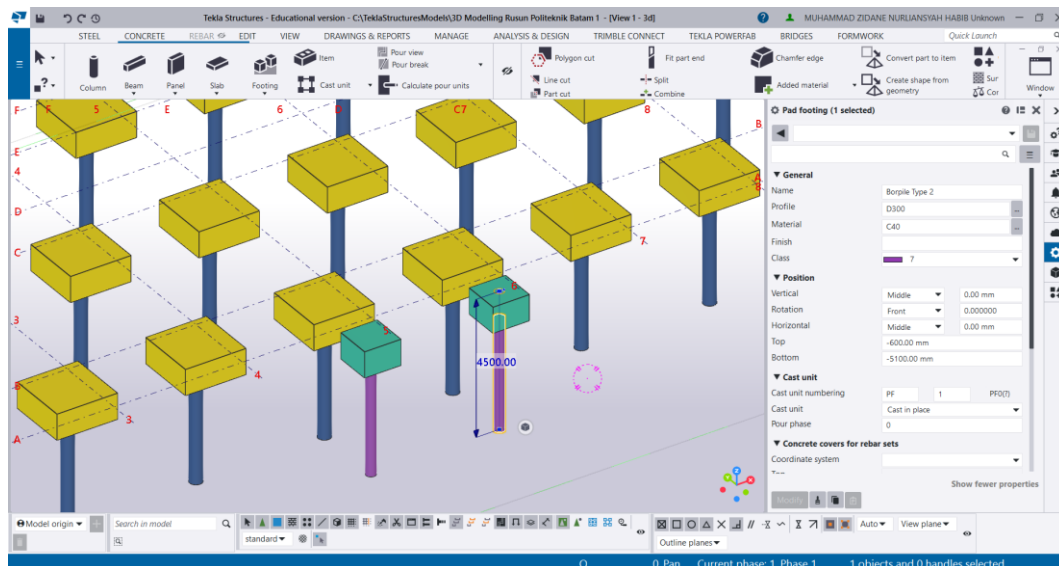 Tekla Structures - Educational version - C:\TeklaStructuresModels\3D Modelling Rusun Politeknik Batam 1 - [View 1 - 3d]
MUHAMMAD ZIDANE NURLIANSYAH HABIB Unknown
STEEL CONCRETE REBAR EDIT VIEW DRAWINGS & REPORTS MANAGE ANALYSIS & DESIGN TRIMBLE CONNECT TEKLA POWERFAB BRIDGES FORMWORK Quick Launch
Column Beam Panel Slab Footing
Item
Cast unit
Pour view
Pour break
Calculate pour units
Polygon cut
Line cut
Part cut
Fit part end
Split
Combine
Chamfer edge
Added material
Convert part to item
Create shape from
geometry
Sur
Cor
Window
F F 5 E 6 D C7 8 B
E
4
D
A
B
C
7
6
3
5
4
B
3
A
4500.00
Pad footing (1 selected)
General
Name Borpile Type 2
Profile D300
Material C40
Finish
Class 7
Position
Vertical Middle 0.00 mm
Rotation Front 0.000000
Horizontal Middle 0.00 mm
Top -600.00 mm
Bottom -5100.00 mm
Cast unit
Cast unit numbering PF 1 PF0(?)
Cast unit Cast in place
Pour phase 0
Concrete covers for rebar sets
Coordinate system
Show fewer properties
Modify
Model origin
Search in model
standard
Auto
View plane
Outline planes
O 0 Pan Current phase: 1, Phase 1 1 objects and 0 handles selected